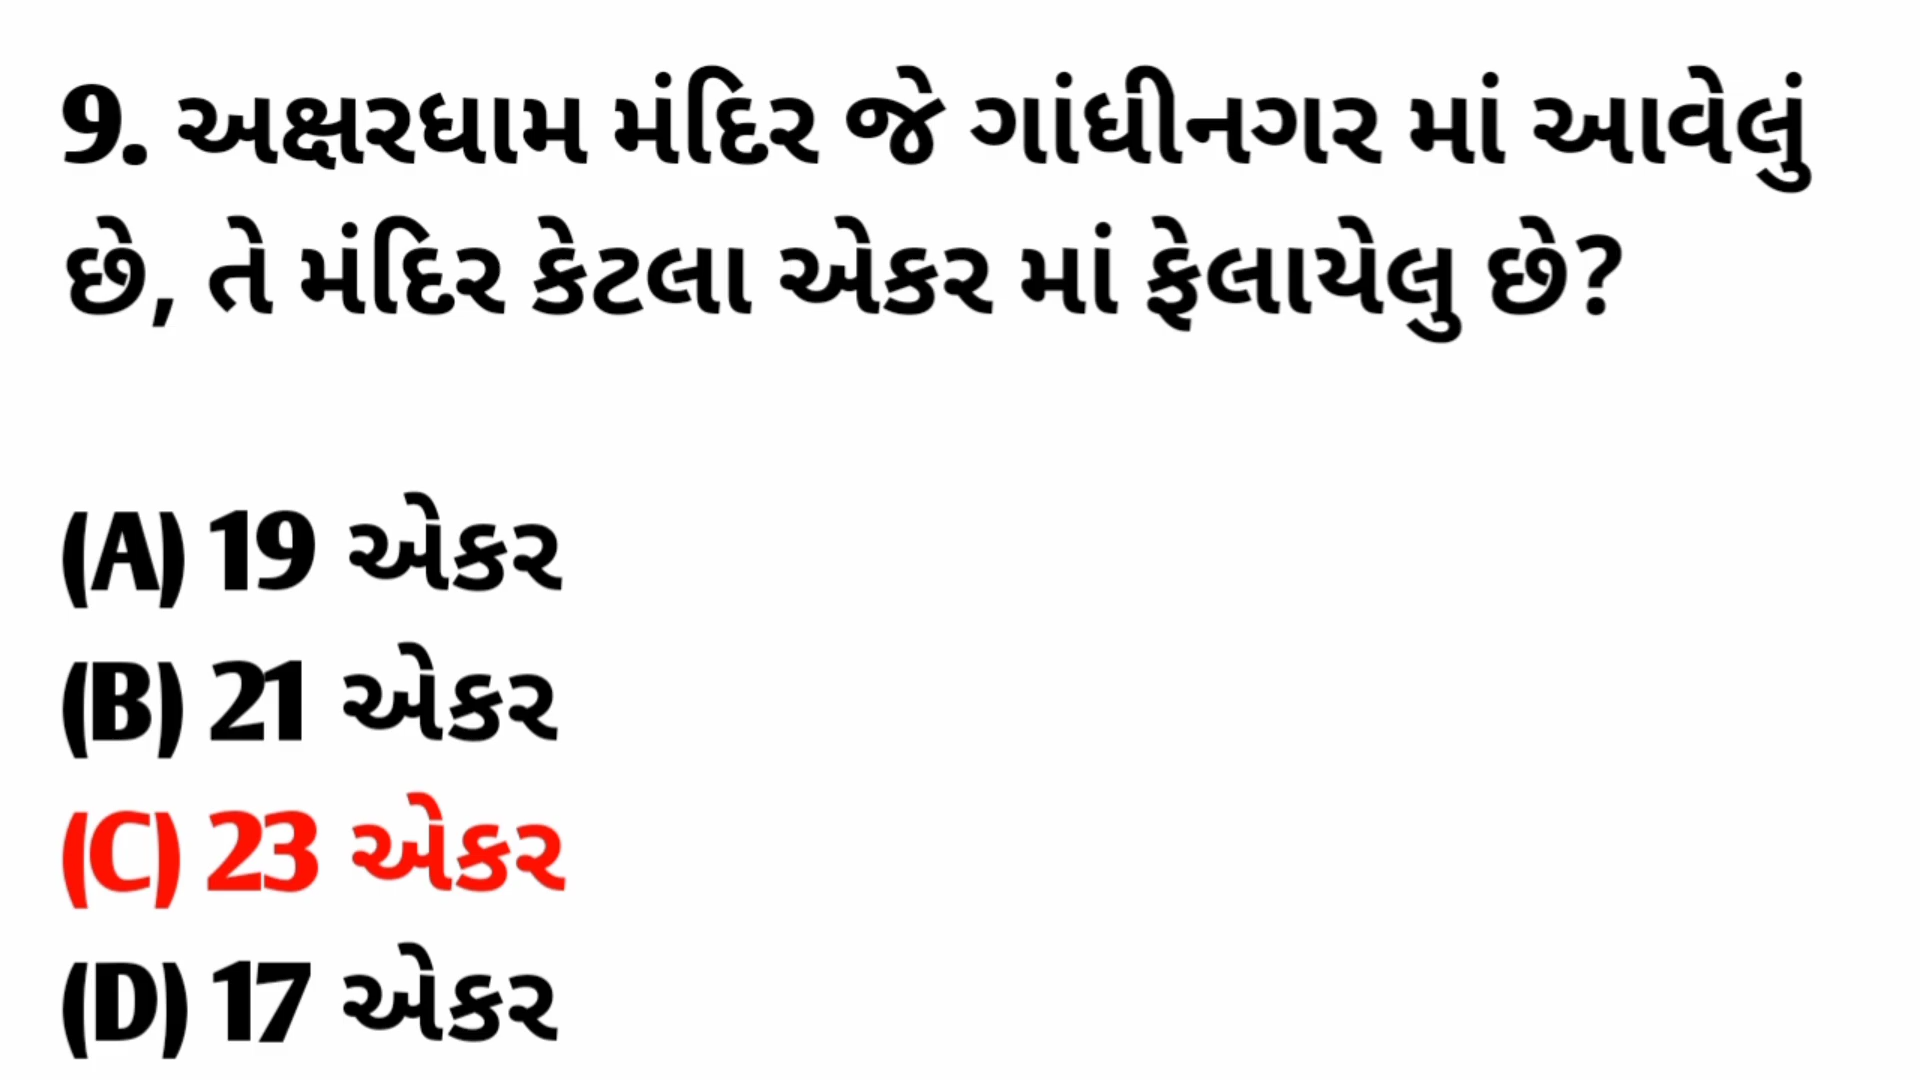 9. અક્ષરધામ મંદિર જે ગાંધીનગર માં આવેલું
છે, તે મંદિર કેટલા એકર માં ફેલાયેલુ છે?
(A) 19 એકર
(B) 21 એકર
(C) 23 એકર
(D) 17 એકર